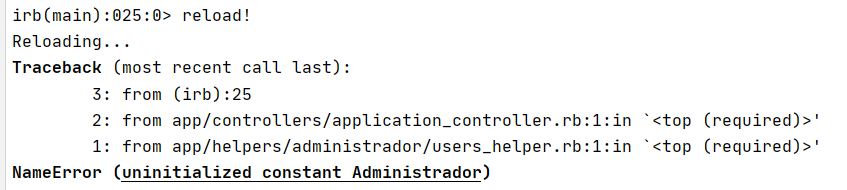 irb(main):025:0> reload!
Reloading...
Traceback (most recent call last):
3: from (irb):25
2: from app/controllers/application_controller.rb:1:in `<top (required)>'
1: from app/helpers/administrador/users_helper.rb:1:in `<top (required)>'
NameError (uninitialized constant Administrador)